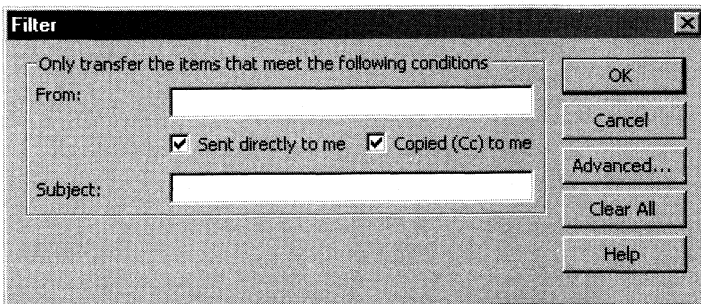 Filter
Only transfer the items that meet the following conditions
From:
Sent directly to me
Copied (Cc) to me
Subject:
OK
Cancel
Advanced...
Clear All
Help